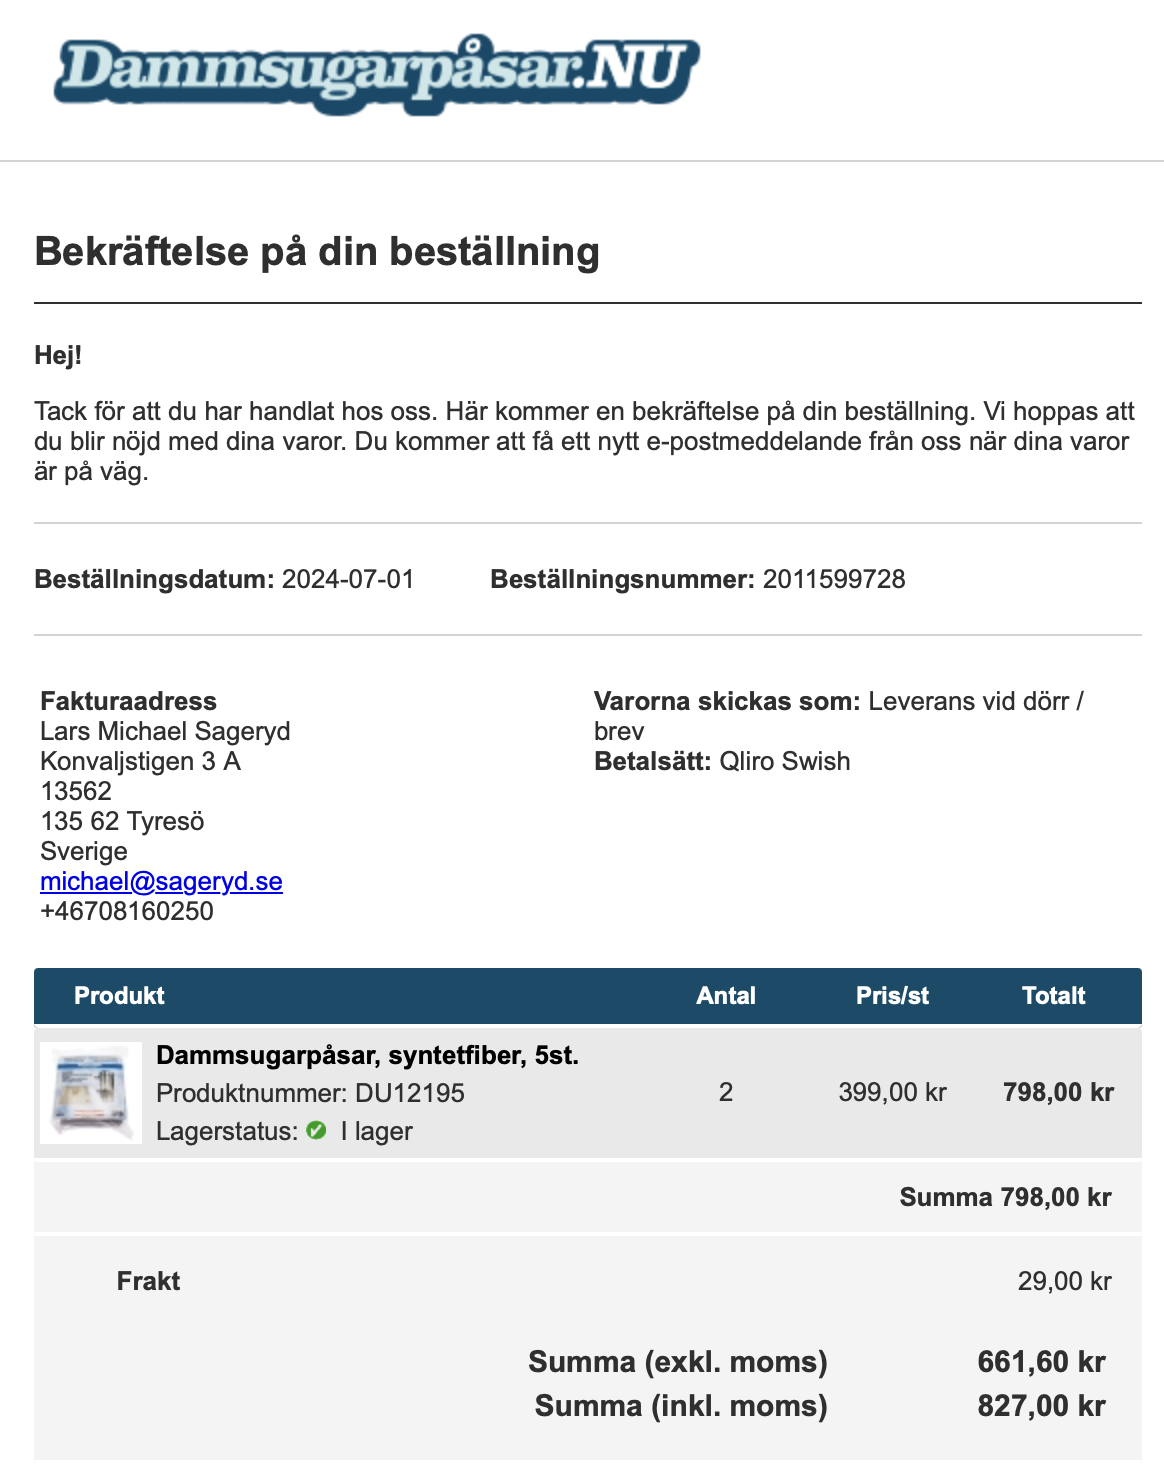 Dammsugarpåsar.NU
Bekräftelse på din beställning
Hej!
Tack för att du har handlat hos oss. Här kommer en bekräftelse på din beställning. Vi hoppas att
du blir nöjd med dina varor. Du kommer att få ett nytt e-postmeddelande från oss när dina varor
är på väg.
Beställningsdatum: 2024-07-01 Beställningsnummer: 2011599728
Fakturaadress
Lars Michael Sageryd
Konvaljstigen 3 A
13562
135 62 Tyresö
Sverige
michael@sageryd.se
+46708160250
Varorna skickas som: Leverans vid dörr /
brev
Betalsätt: Qliro Swish
Produkt Antal Pris/st Totalt
Dammsugarpåsar, syntetfiber, 5st.
Produktnummer: DU12195 2 399,00 kr 798,00 kr
Lagerstatus: I lager
Summa 798,00 kr
Frakt 29,00 kr
Summa (exkl. moms) 661,60 kr
Summa (inkl. moms) 827,00 kr